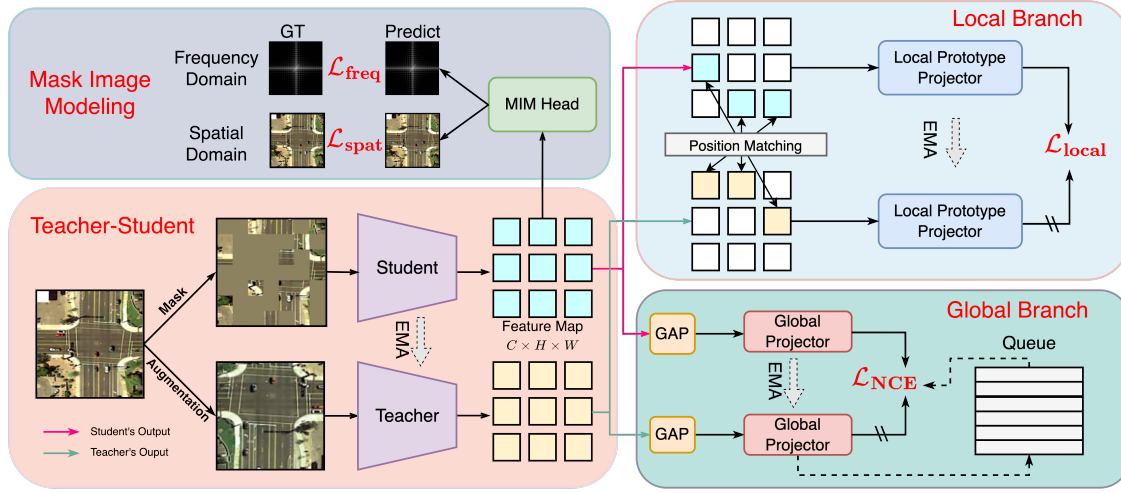 Mask Image
Modeling
GT
Predict
Frequency
Domain
ℒfreq
Spatial
Domain
ℒspat
MIM Head
Teacher-Student
Mask
Augmentation
Student
EMA
Teacher
Feature Map
C × H × W
Student's Output
Teacher's Ouput
Local Branch
Position Matching
Local Prototype
Projector
EMA
Local Prototype
Projector
ℒlocal
Global Branch
GAP
Global
Projector
EMA
GAP
Global
Projector
ℒNCE
Queue